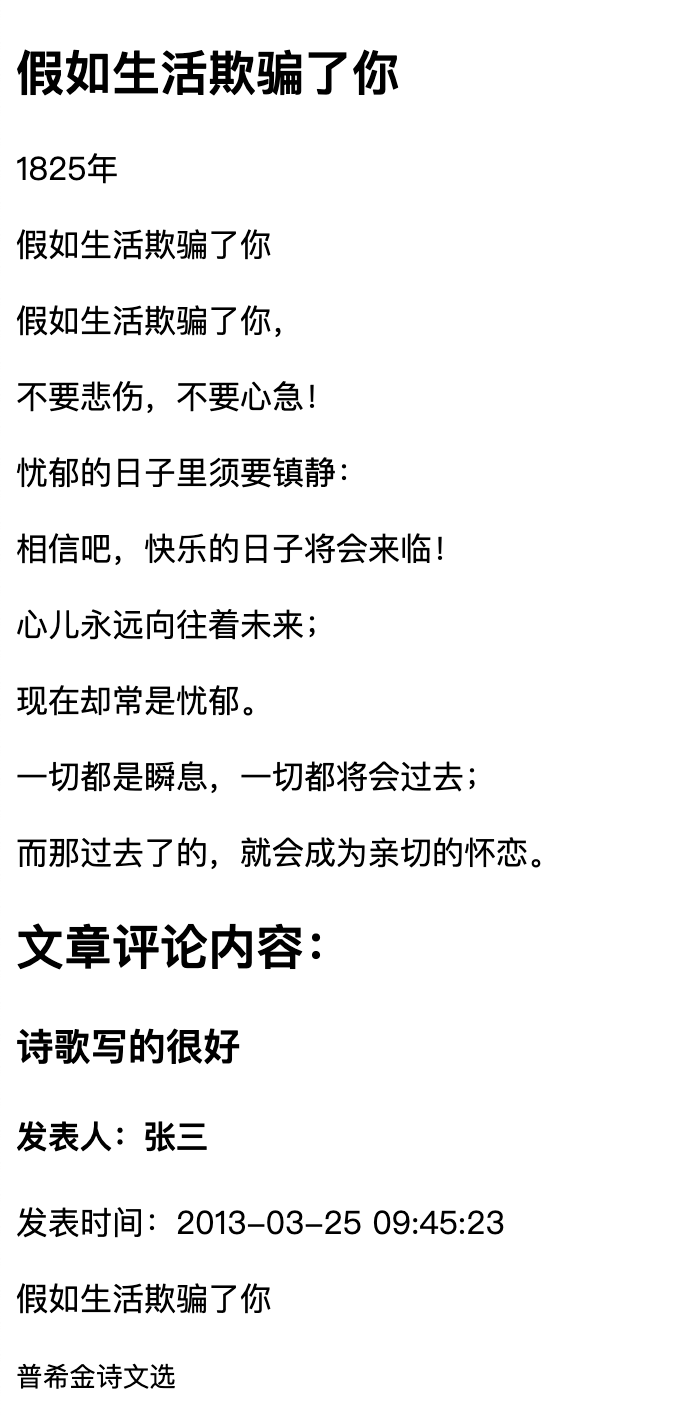 假如生活欺骗了你
1825年
假如生活欺骗了你
假如生活欺骗了你，
不要悲伤，不要心急！
忧郁的日子里须要镇静：
相信吧，快乐的日子将会来临！
心儿永远向往着未来；
现在却常是忧郁。
一切都是瞬息，一切都将会过去；
而那过去了的，就会成为亲切的怀恋。
文章评论内容：
诗歌写的很好
发表人：张三
发表时间：2013-03-25 09:45:23
假如生活欺骗了你
普希金诗文选